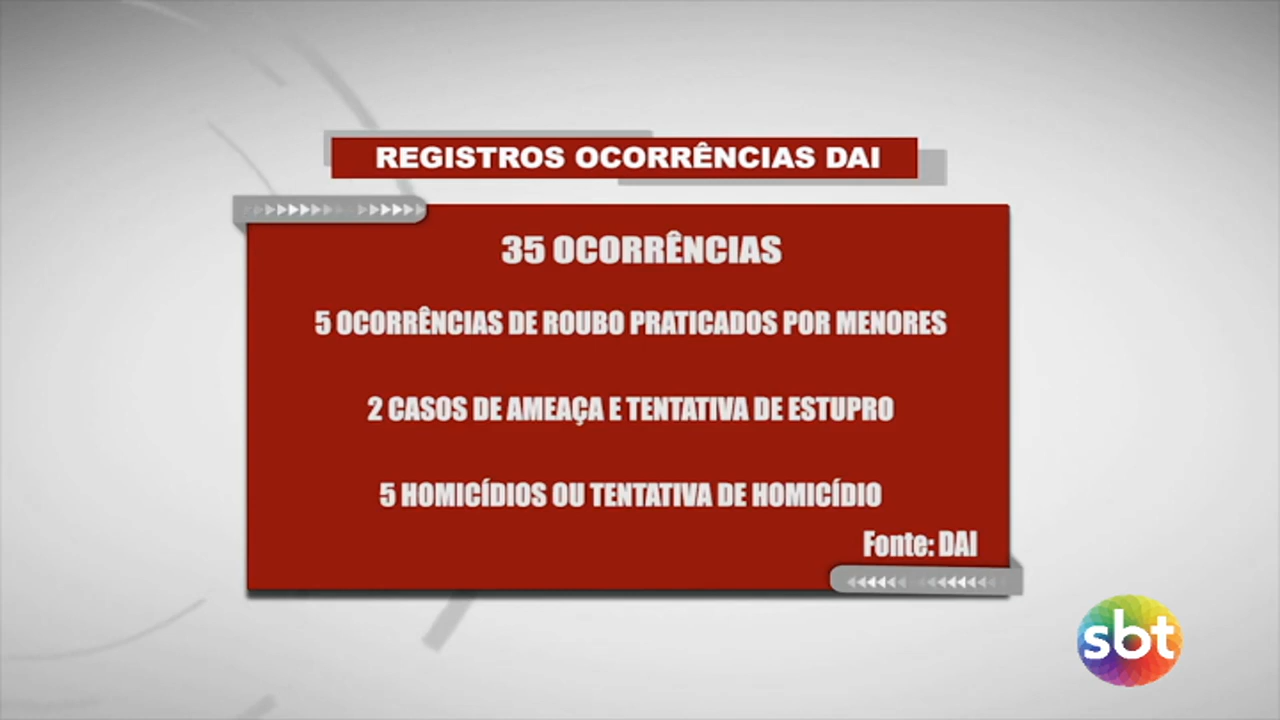 REGISTROS OCORRÊNCIAS DAI
35 OCORRÊNCIAS
5 OCORRÊNCIAS DE ROUBO PRATICADOS POR MENORES
2 CASOS DE AMEAÇA E TENTATIVA DE ESTUPRO
5 HOMICÍDIOS OU TENTATIVA DE HOMICÍDIO
Fonte: DAI
sbt